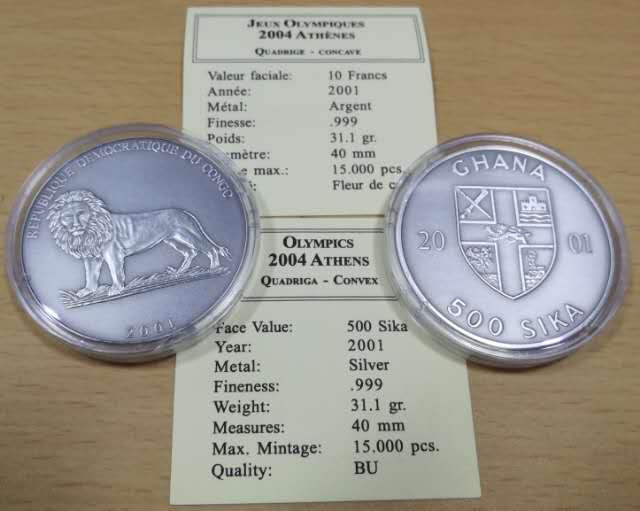 JEUX OLYMPIQUES
2004 ATHÈNES
QUADRIGE - CONCAVE
Valeur faciale: 10 Francs
Année: 2001
Métal: Argent
Finesse: .999
Poids: 31.1 gr.
40 mm
max.: 15.000 pcs.
Fleur de
REPUBLIQUE DEMOCRATIQUE DU CONGO
2001
GHANA
20 01
500 SIKA
OLYMPICS
2004 ATHENS
QUADRIGA - CONVEX
Face Value: 500 Sika
Year: 2001
Metal: Silver
Fineness: .999
Weight: 31.1 gr.
Measures: 40 mm
Max. Mintage: 15.000 pcs.
Quality: BU